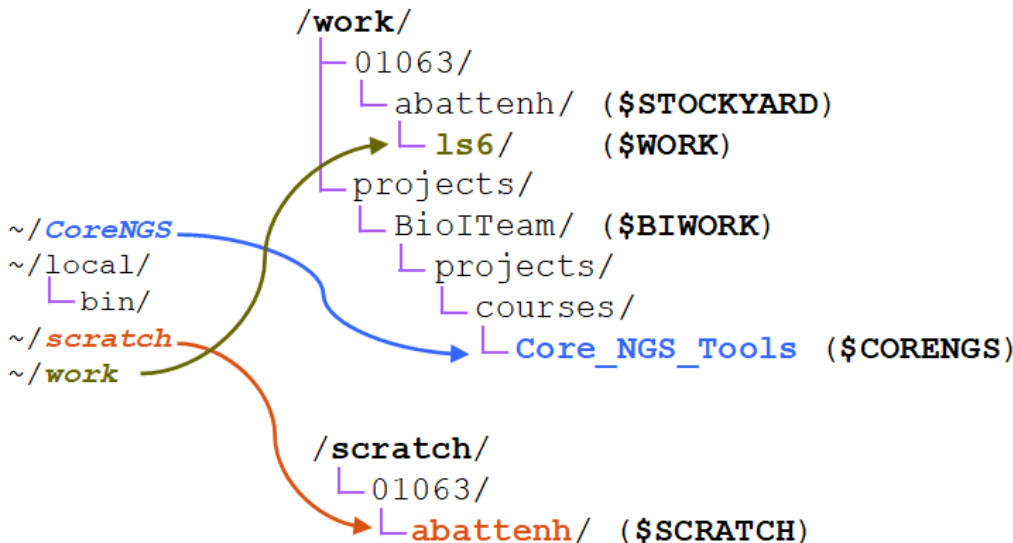 /work/
01063/
abattenh/ ($STOCKYARD)
ls6/ ($WORK)
projects/
BioITeam/ ($BIWORK)
projects/
courses/
Core_NGS_Tools ($CORENGS)
~/CoreNGS
~/local/
bin/
~/scratch
~/work
/scratch/
01063/
abattenh/ ($SCRATCH)